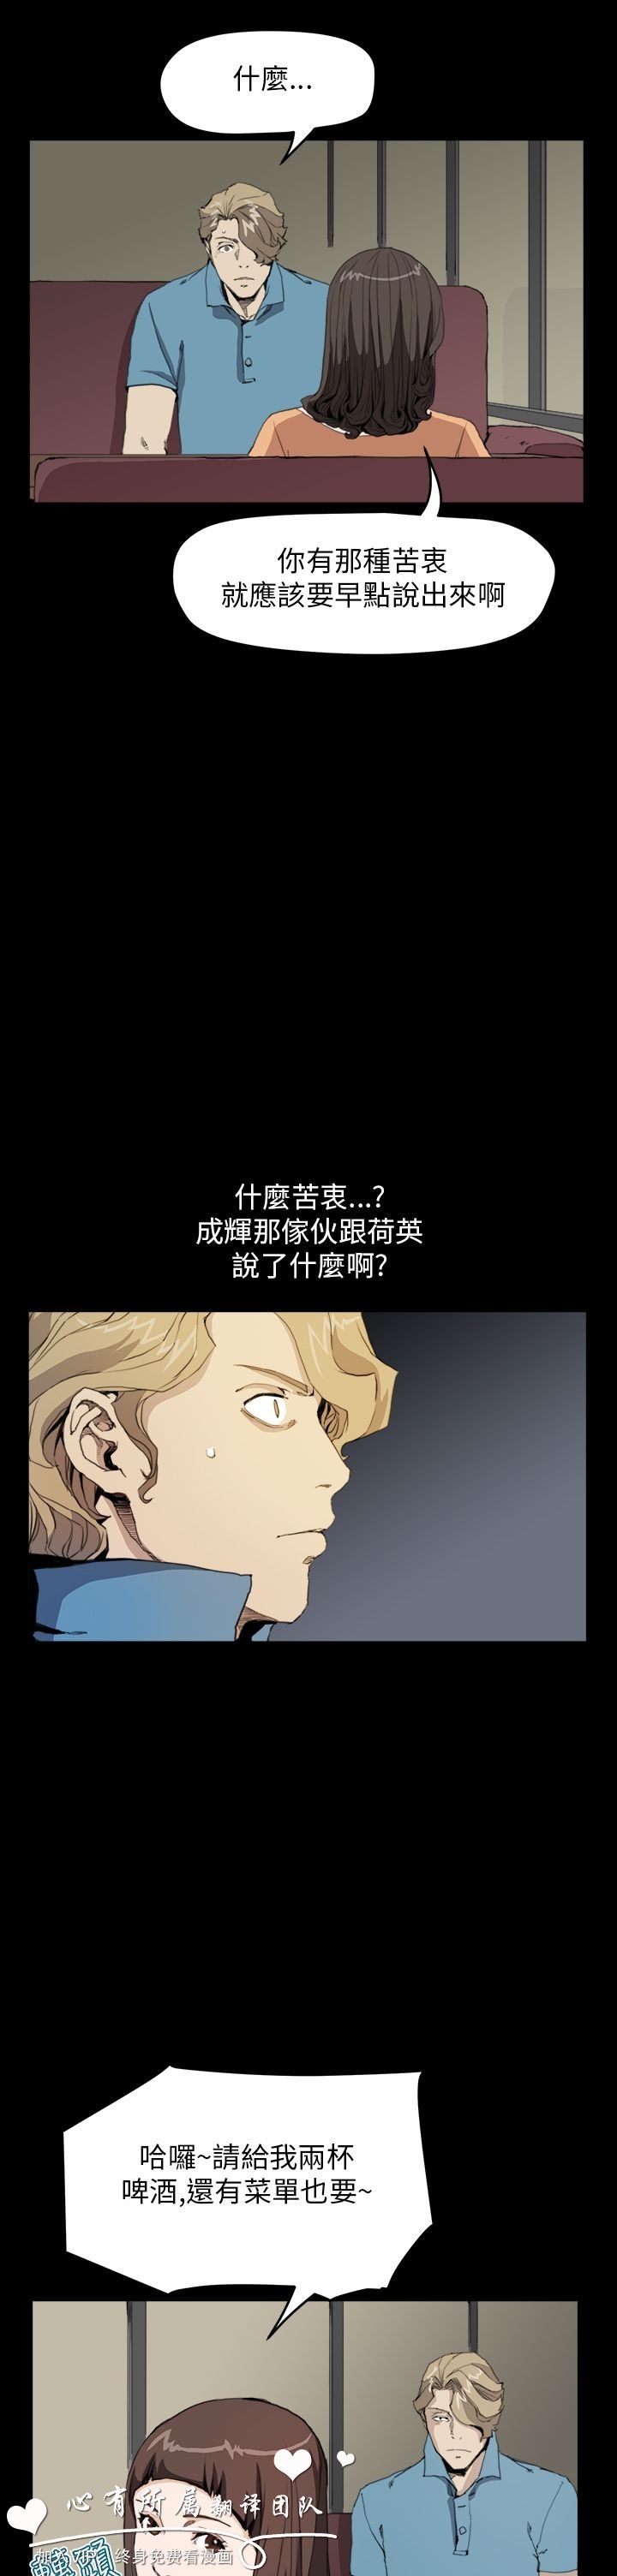 什麼...
你有那種苦衷
就應該要早點說出來啊
什麼苦衷...?
成輝那傢伙跟荷英
說了什麼啊?
哈囉~請給我兩杯
啤酒,還有菜單也要~
心有所属翻译团队
终身免费看漫画